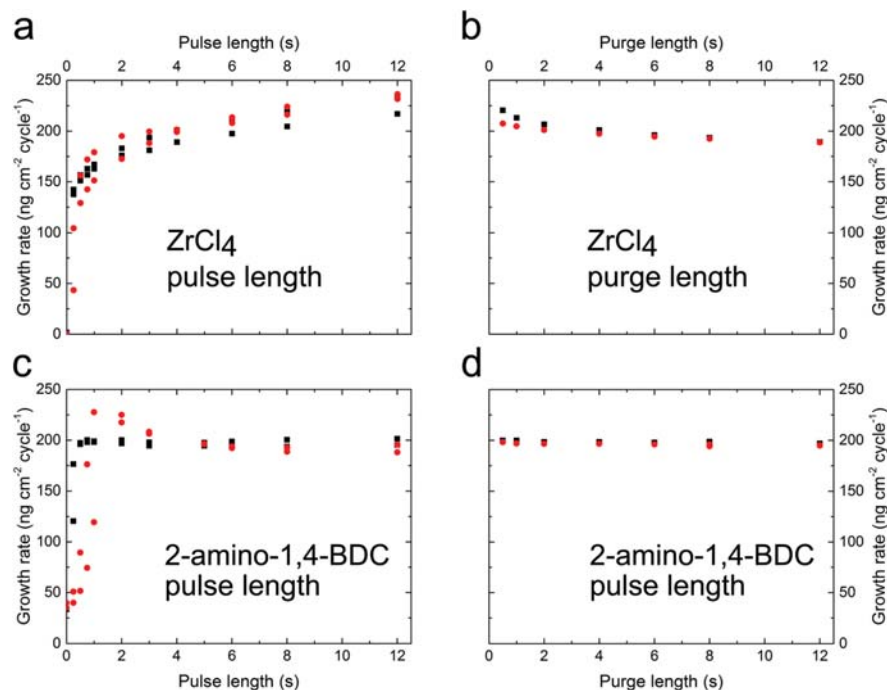 a
Pulse length (s)
0 2 4 6 8 10 12
250
200
150
100
50
0
Growth rate (ng cm⁻² cycle⁻¹)
ZrCl₄
pulse length
b
Purge length (s)
0 2 4 6 8 10 12
250
200
150
100
50
0
Growth rate (ng cm⁻² cycle⁻¹)
ZrCl₄
purge length
c
250
200
150
100
50
0
Growth rate (ng cm⁻² cycle⁻¹)
2-amino-1,4-BDC
pulse length
0 2 4 6 8 10 12
Pulse length (s)
d
250
200
150
100
50
0
Growth rate (ng cm⁻² cycle⁻¹)
2-amino-1,4-BDC
pulse length
0 2 4 6 8 10 12
Purge length (s)